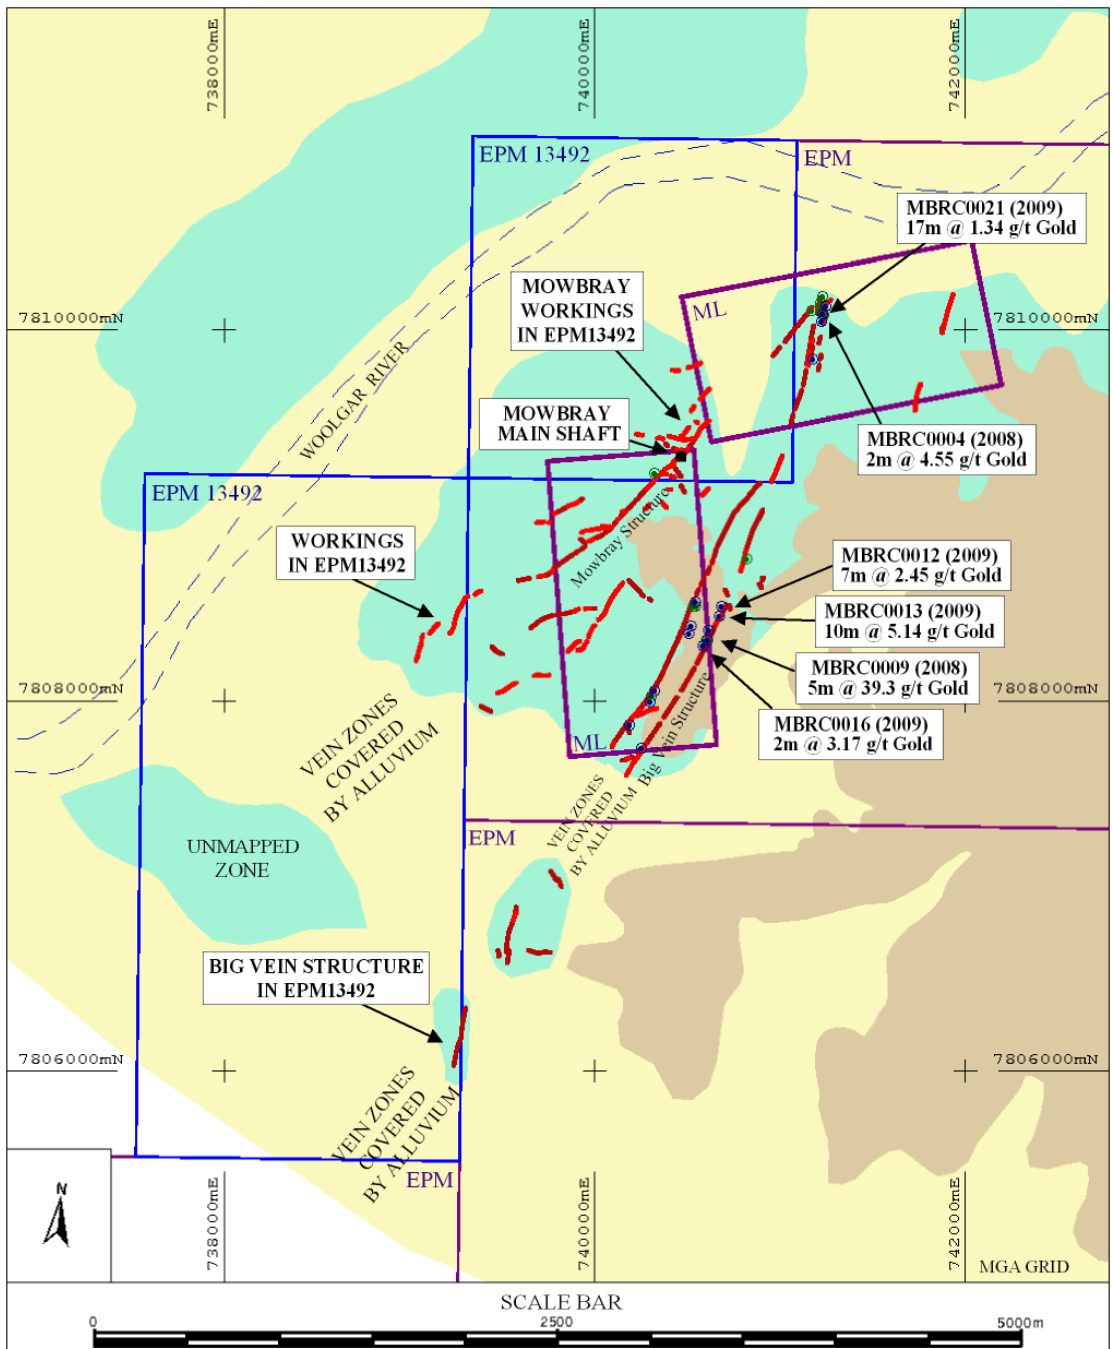 738000mE
740000mE
742000mE
EPM 13492
EPM
MBRC0021 (2009)
17m @ 1.34 g/t Gold
MOWBRAY
WORKINGS
IN EPM13492
ML
7810000mN
7810000mN
WOOLGAR RIVER
MOWBRAY
MAIN SHAFT
MBRC0004 (2008)
2m @ 4.55 g/t Gold
EPM 13492
Mowbray Structure
WORKINGS
IN EPM13492
MBRC0012 (2009)
7m @ 2.45 g/t Gold
MBRC0013 (2009)
10m @ 5.14 g/t Gold
MBRC0009 (2008)
5m @ 39.3 g/t Gold
MBRC0016 (2009)
2m @ 3.17 g/t Gold
7808000mN
7808000mN
VEIN ZONES
COVERED
BY ALLUVIUM
ML
Big Vein Structure
VEIN ZONES
COVERED
BY ALLUVIUM
EPM
UNMAPPED
ZONE
BIG VEIN STRUCTURE
IN EPM13492
7806000mN
7806000mN
VEIN ZONES
COVERED
BY ALLUVIUM
EPM
N
738000mE
740000mE
742000mE
MGA GRID
SCALE BAR
0
2500
5000m